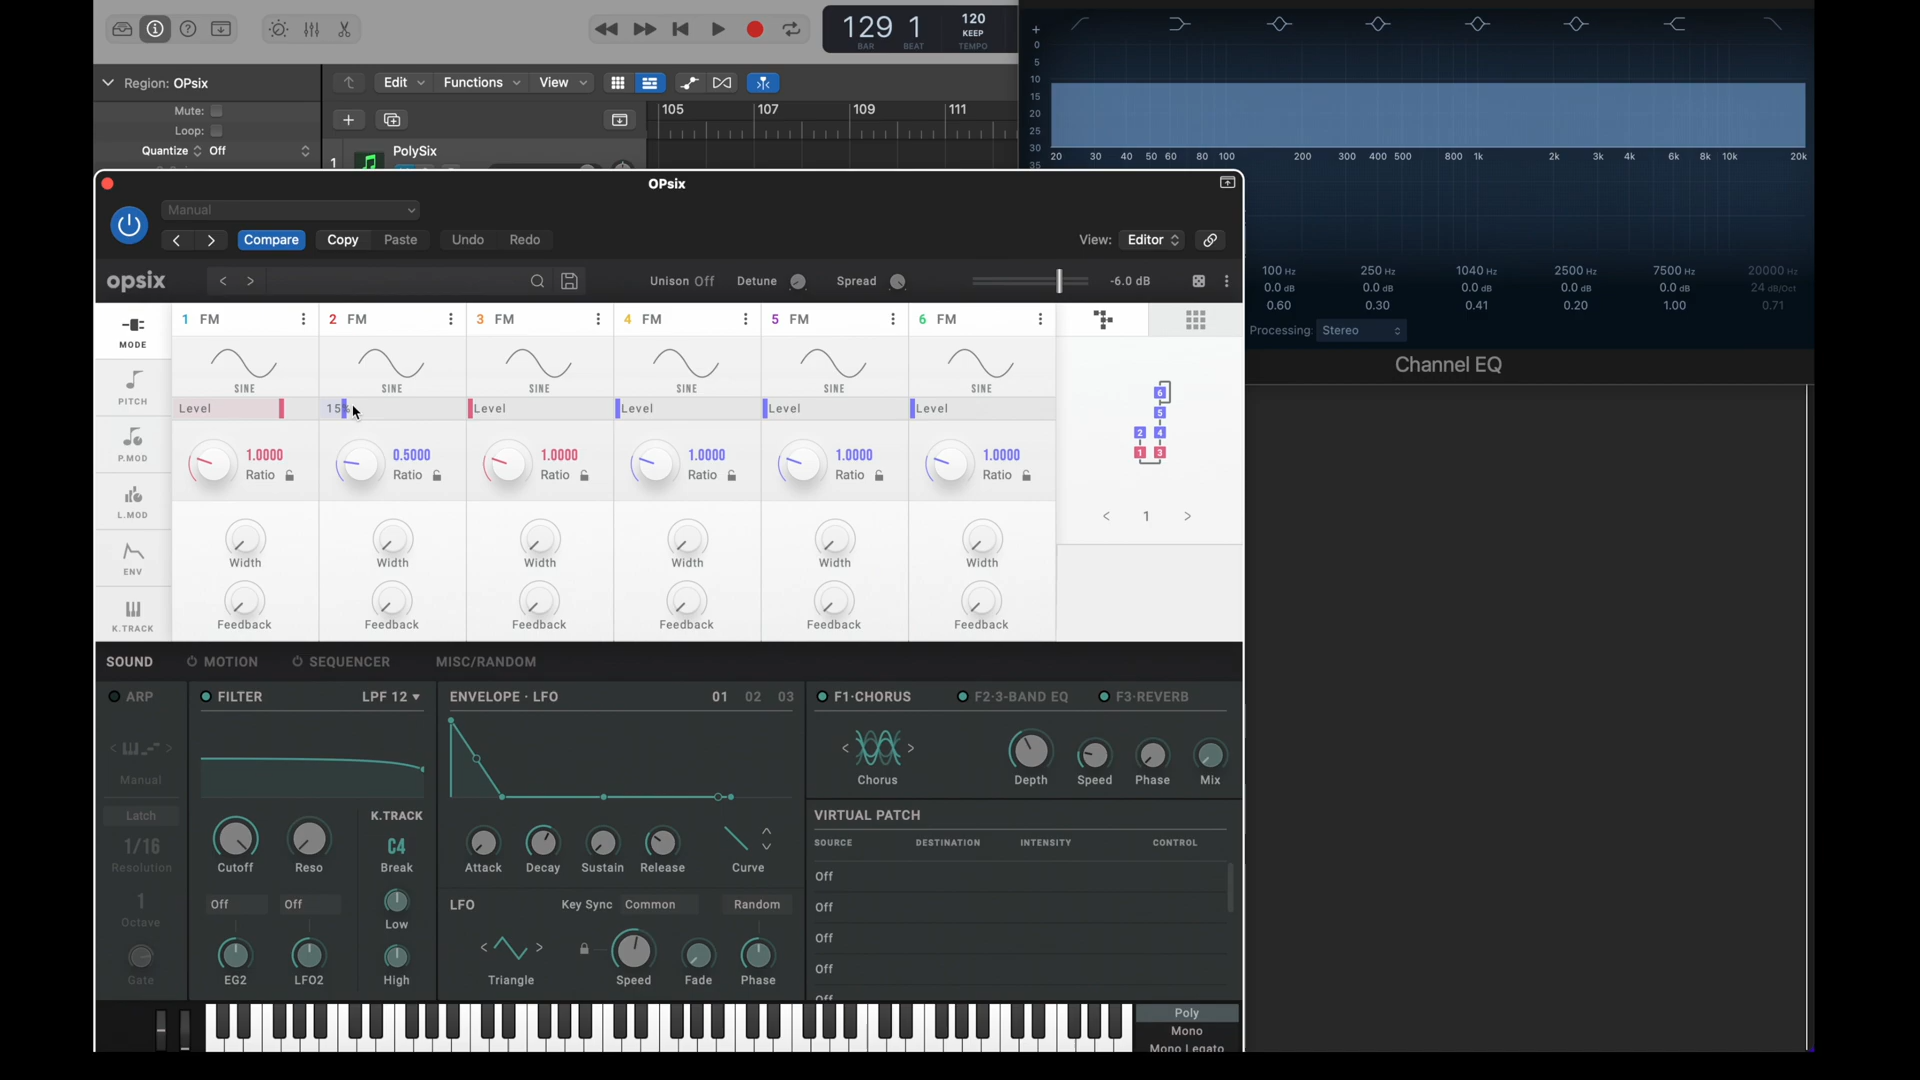 129 1
BAR BEAT
120
KEEP
TEMPO
Region: OPsix
Edit Functions View
Mute:
Loop:
Quantize Off
105 107 109 111
1 PolySix
+
0
5
10
15
20
25
30
35
20 30 40 50 60 80 100 200 300 400 500 800 1k 2k 3k 4k 6k 8k 10k 20k
OPsix
Manual
Compare Copy Paste Undo Redo
View: Editor
opsix
Unison Off Detune Spread -6.0 dB
100 Hz 250 Hz 1040 Hz 2500 Hz 7500 Hz 20000 Hz
0.0 dB 0.0 dB 0.0 dB 0.0 dB 0.0 dB 24 dB/Oct
0.60 0.30 0.41 0.20 1.00 0.71
Processing: Stereo
Channel EQ
1 FM 2 FM 3 FM 4 FM 5 FM 6 FM
MODE
PITCH
P.MOD
L.MOD
ENV
K.TRACK
SINE SINE SINE SINE SINE SINE
Level 15% Level Level Level Level
1.0000 0.5000 1.0000 1.0000 1.0000 1.0000
Ratio Ratio Ratio Ratio Ratio Ratio
Width Width Width Width Width Width
Feedback Feedback Feedback Feedback Feedback Feedback
6
5
2 4
1 3
< 1 >
SOUND MOTION SEQUENCER MISC/RANDOM
ARP
Manual
Latch
1/16
Resolution
1
Octave
Gate
FILTER LPF 12
K.TRACK
C4
Break
Cutoff Reso
Off Off
Low
EG2 LFO2 High
ENVELOPE · LFO 01 02 03
Attack Decay Sustain Release Curve
LFO Key Sync Common Random
Triangle Speed Fade Phase
F1·CHORUS F2·3-BAND EQ F3·REVERB
Chorus Depth Speed Phase Mix
VIRTUAL PATCH
SOURCE DESTINATION INTENSITY CONTROL
Off
Off
Off
Off
Off
Poly
Mono
Mono Legato